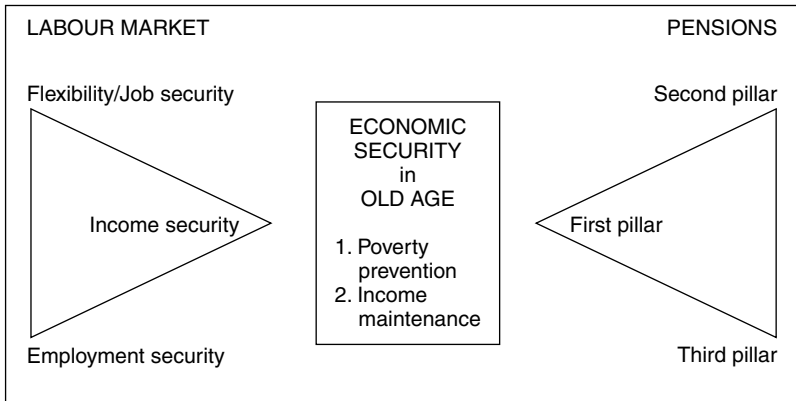 LABOUR MARKET
PENSIONS
Flexibility/Job security
Second pillar
ECONOMIC
SECURITY
in
OLD AGE
Income security
First pillar
1. Poverty
prevention
2. Income
maintenance
Employment security
Third pillar